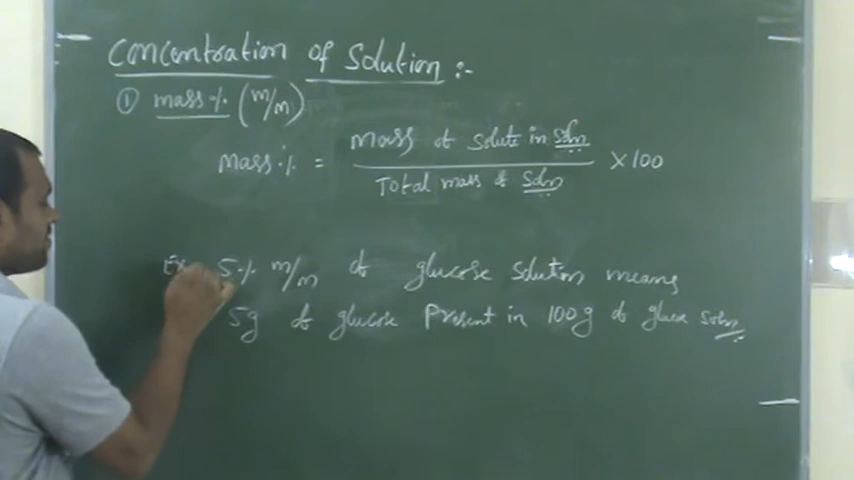 Concentration of Solution :-
① mass % (m/m)
Mass % = Mass of Solute in Soln / Total mass of Soln × 100
Ex 5% m/m of glucose solution means
5g of glucose Present in 100g of gluose soln